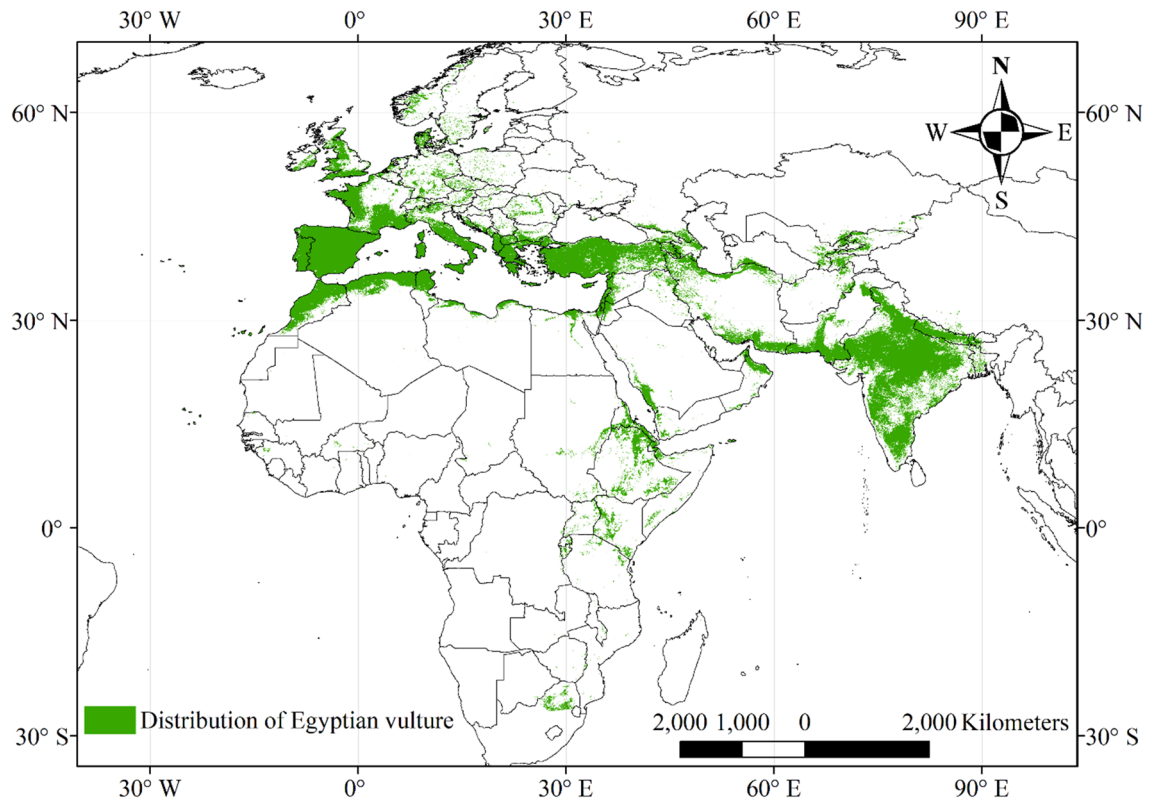 30° W 0° 30° E 60° E 90° E
N
60° N 60° N
W E
S
30° N 30° N
0° 0°
Distribution of Egyptian vulture
2,000 1,000 0 2,000 Kilometers
30° S 30° S
30° W 0° 30° E 60° E 90° E